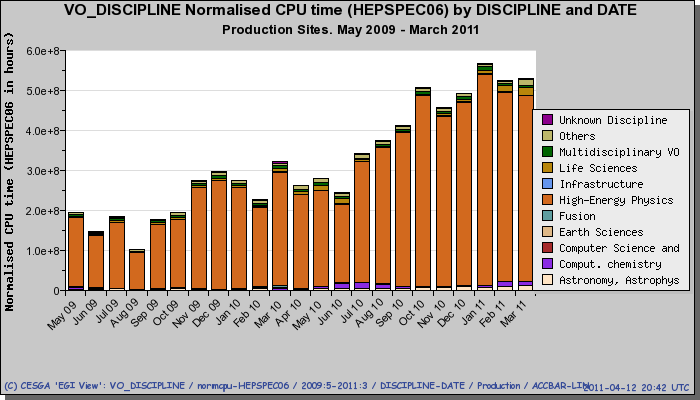 VO_DISCIPLINE Normalised CPU time (HEPSPEC06) by DISCIPLINE and DATE
Production Sites. May 2009 - March 2011
Normalised CPU time (HEPSPEC06 in hours)
6.0e+8
5.0e+8
4.0e+8
3.0e+8
2.0e+8
1.0e+8
0
May 09
Jun 09
Jul 09
Aug 09
Sep 09
Oct 09
Nov 09
Dec 09
Jan 10
Feb 10
Mar 10
Apr 10
May 10
Jun 10
Jul 10
Aug 10
Sep 10
Oct 10
Nov 10
Dec 10
Jan 11
Feb 11
Mar 11
Unknown Discipline
Others
Multidisciplinary VO
Life Sciences
Infrastructure
High-Energy Physics
Fusion
Earth Sciences
Computer Science and
Comput. chemistry
Astronomy, Astrophys
(C) CESGA 'EGI View': VO_DISCIPLINE / normcpu-HEPSPEC06 / 2009:5-2011:3 / DISCIPLINE-DATE / Production / ACCBAR-LIN
2011-04-12 20:42 UTC